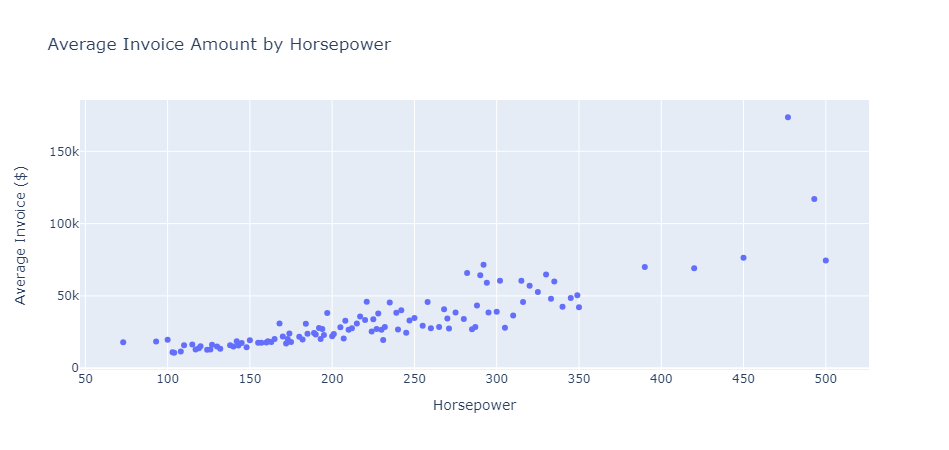 Average Invoice Amount by Horsepower
Average Invoice ($)
150k
100k
50k
0
50 100 150 200 250 300 350 400 450 500
Horsepower